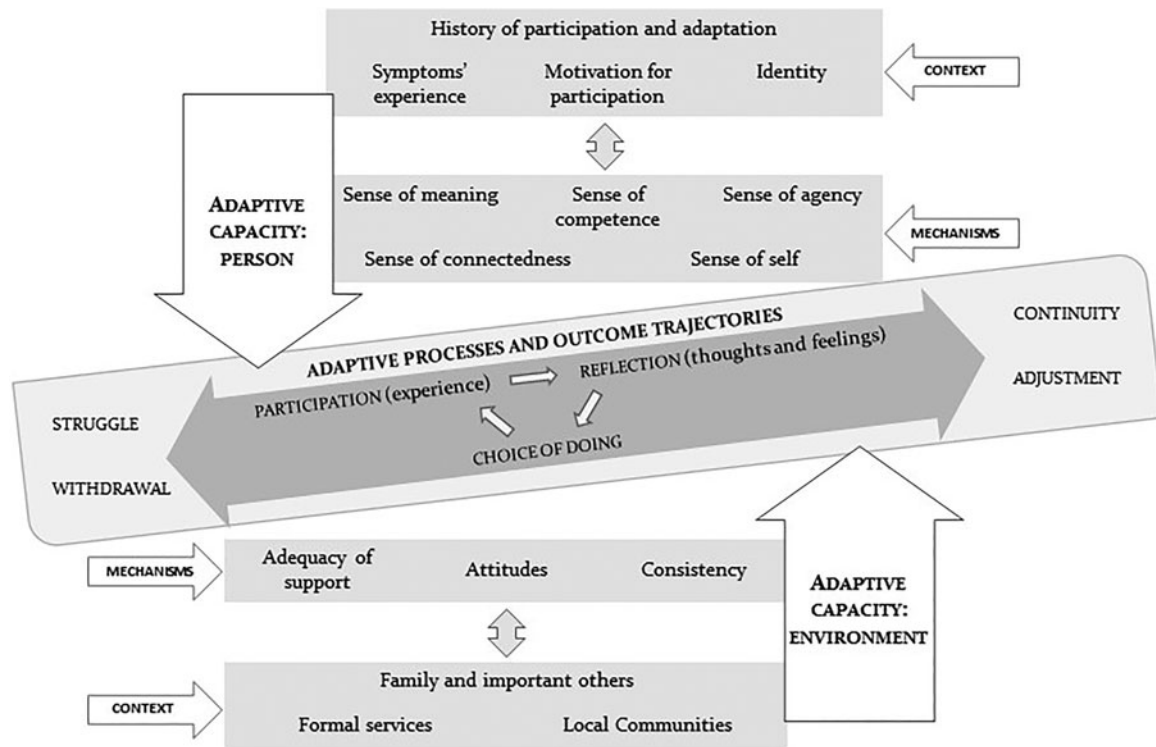 History of participation and adaptation
Symptoms' experience
Motivation for participation
Identity
CONTEXT
ADAPTIVE CAPACITY: PERSON
Sense of meaning
Sense of competence
Sense of agency
Sense of connectedness
Sense of self
MECHANISMS
ADAPTIVE PROCESSES AND OUTCOME TRAJECTORIES
PARTICIPATION (experience)
REFLECTION (thoughts and feelings)
CHOICE OF DOING
CONTINUITY
ADJUSTMENT
STRUGGLE
WITHDRAWAL
MECHANISMS
Adequacy of support
Attitudes
Consistency
ADAPTIVE CAPACITY: ENVIRONMENT
CONTEXT
Family and important others
Formal services
Local Communities